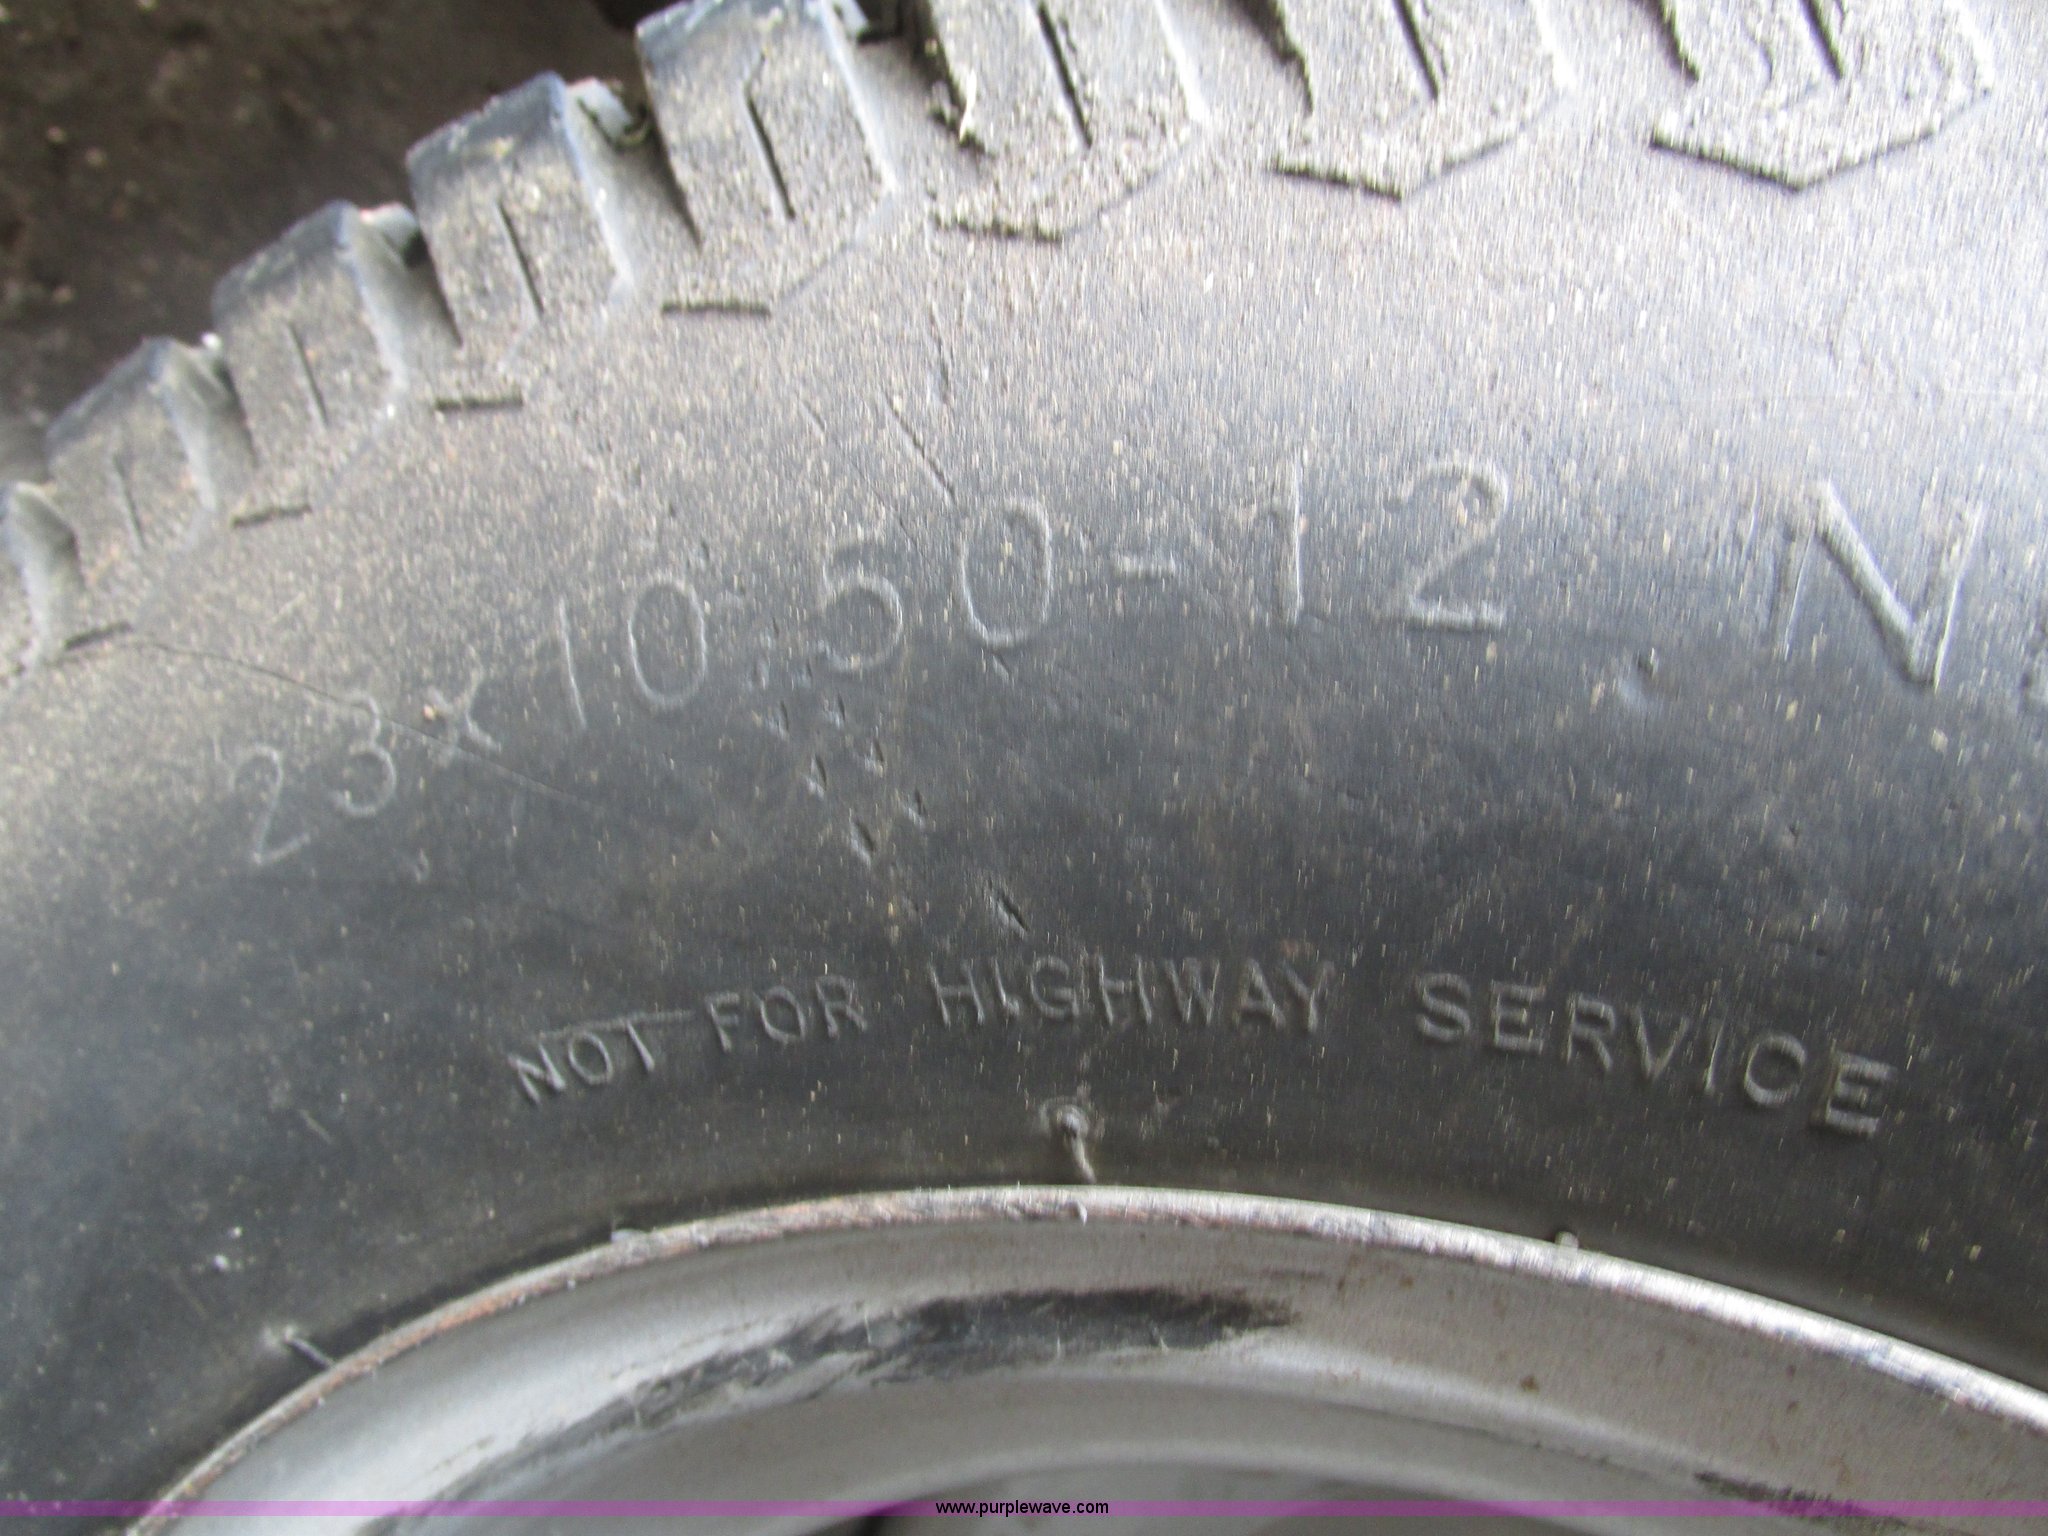 23x10.50-12 N
NOT FOR HIGHWAY SERVICE
www.purplewave.com